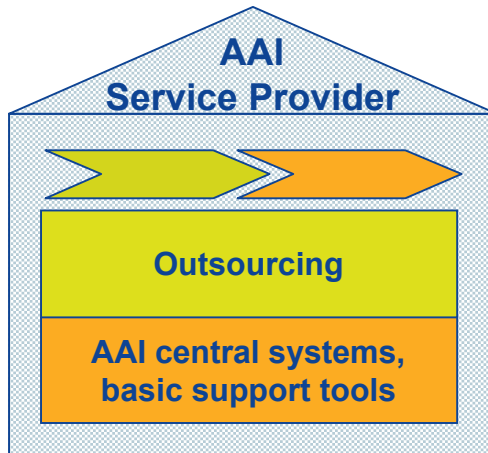 AAI
Service Provider
Outsourcing
AAI central systems,
basic support tools